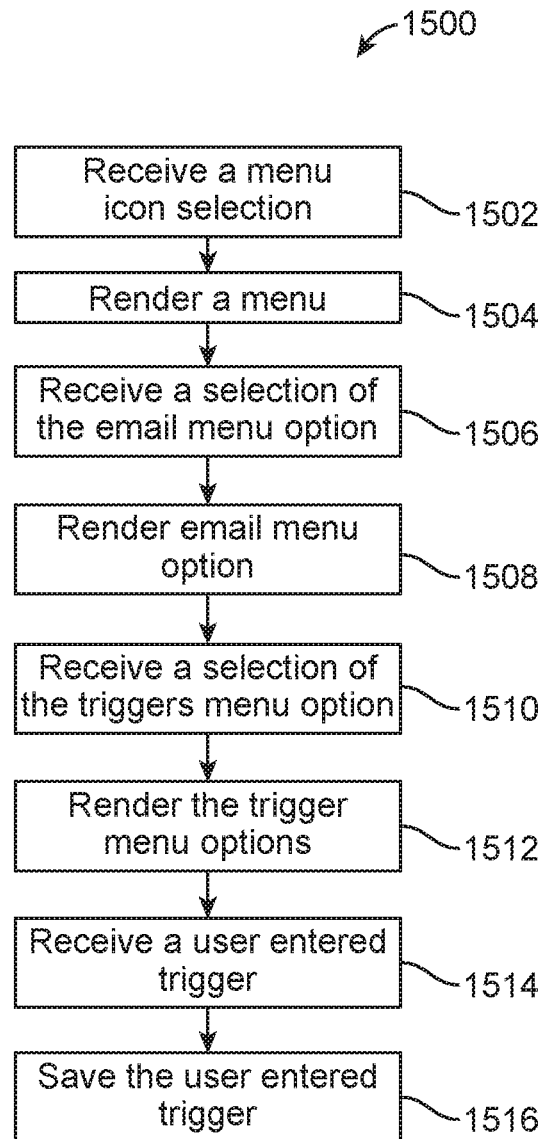 1500
Receive a menu
icon selection
1502
Render a menu
1504
Receive a selection of
the email menu option
1506
Render email menu
option
1508
Receive a selection of
the triggers menu option
1510
Render the trigger
menu options
1512
Receive a user entered
trigger
1514
Save the user entered
trigger
1516